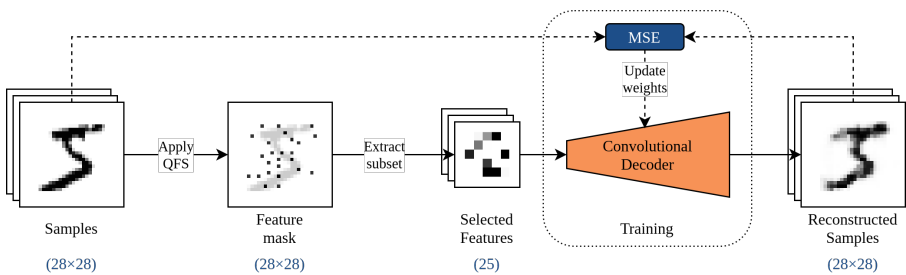 MSE
Update
weights
Apply
QFS
Extract
subset
Convolutional
Decoder
Samples
Feature
mask
Selected
Features
Training
Reconstructed
Samples
(28×28)
(28×28)
(25)
(28×28)